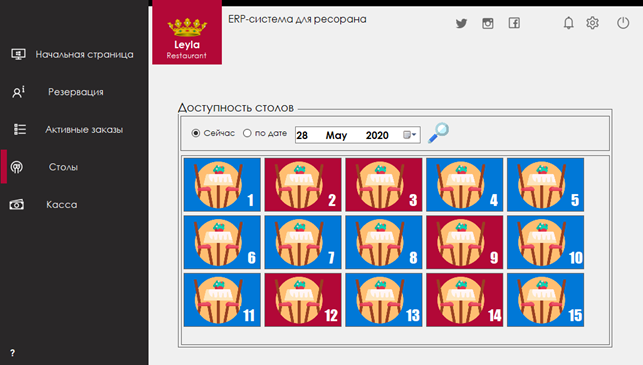 ERP-система для ресорана
Leyla
Restaurant
Начальная страница
Резервация
Активные заказы
Столы
Касса
?
Доступность столов
Сейчас по дате 28 May 2020
1 2 3 4 5
6 7 8 9 10
11 12 13 14 15